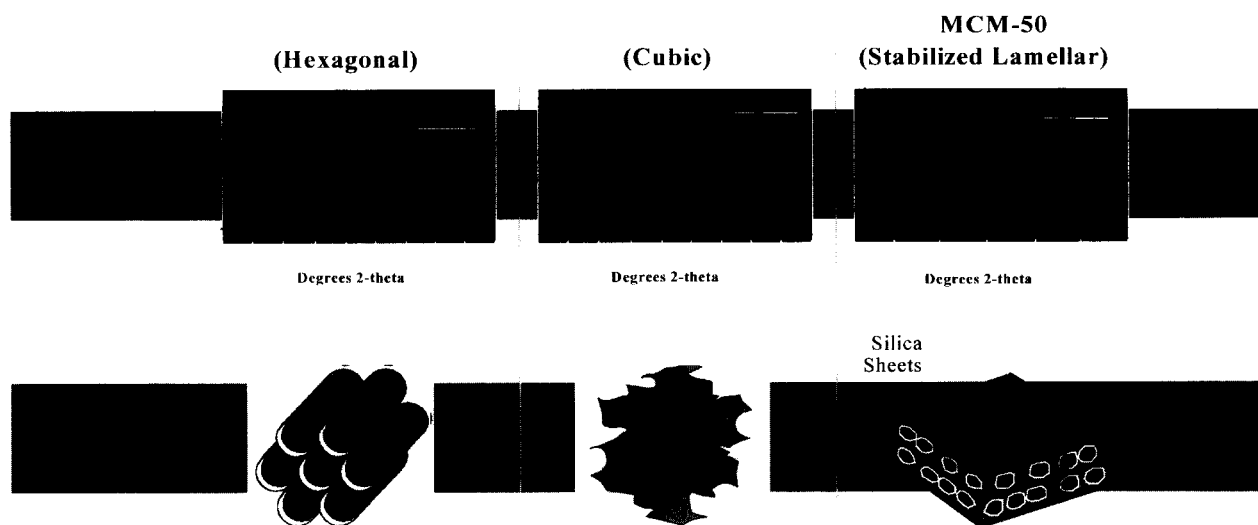 MCM-50
(Hexagonal)
(Cubic)
(Stabilized Lamellar)
Degrees 2-theta
Degrees 2-theta
Degrees 2-theta
Silica
Sheets